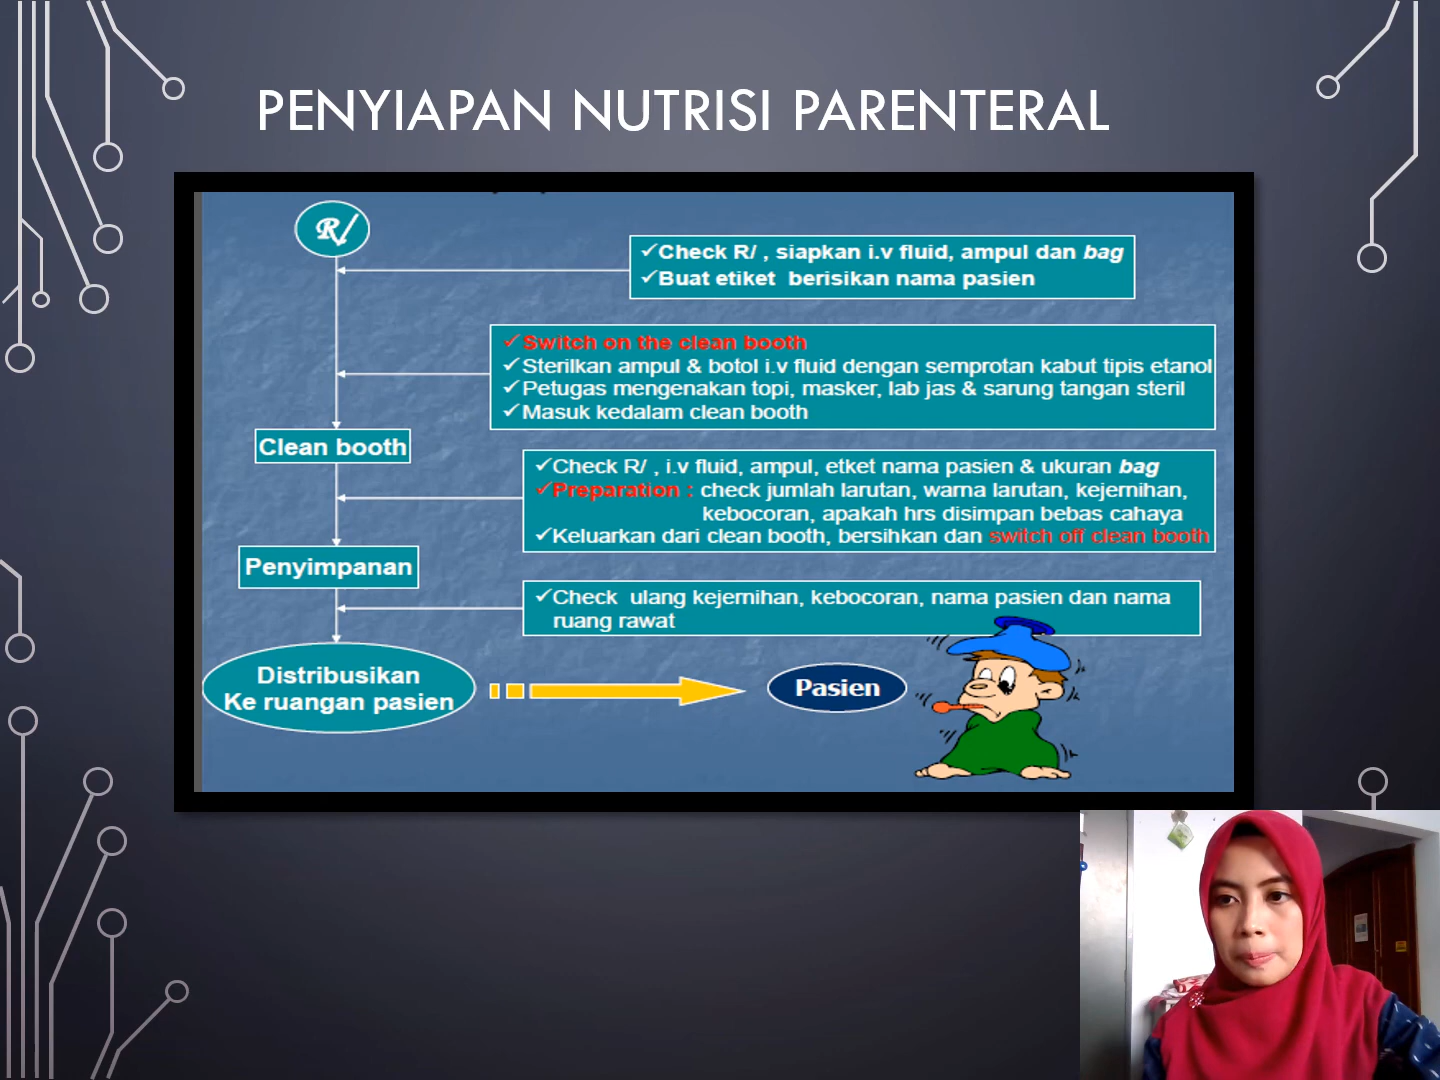 PENYIAPAN NUTRISI PARENTERAL
R/
✓Check R/ , siapkan i.v fluid, ampul dan bag
✓Buat etiket berisikan nama pasien
✓Switch on the clean booth
✓Sterilkan ampul & botol i.v fluid dengan semprotan kabut tipis etanol
✓Petugas mengenakan topi, masker, lab jas & sarung tangan steril
✓Masuk kedalam clean booth
Clean booth
✓Check R/ , i.v fluid, ampul, etket nama pasien & ukuran bag
✓Preparation : check jumlah larutan, warna larutan, kejernihan,
kebocoran, apakah hrs disimpan bebas cahaya
✓Keluarkan dari clean booth, bersihkan dan switch off clean booth
Penyimpanan
✓Check ulang kejernihan, kebocoran, nama pasien dan nama
ruang rawat
Distribusikan
Ke ruangan pasien
Pasien